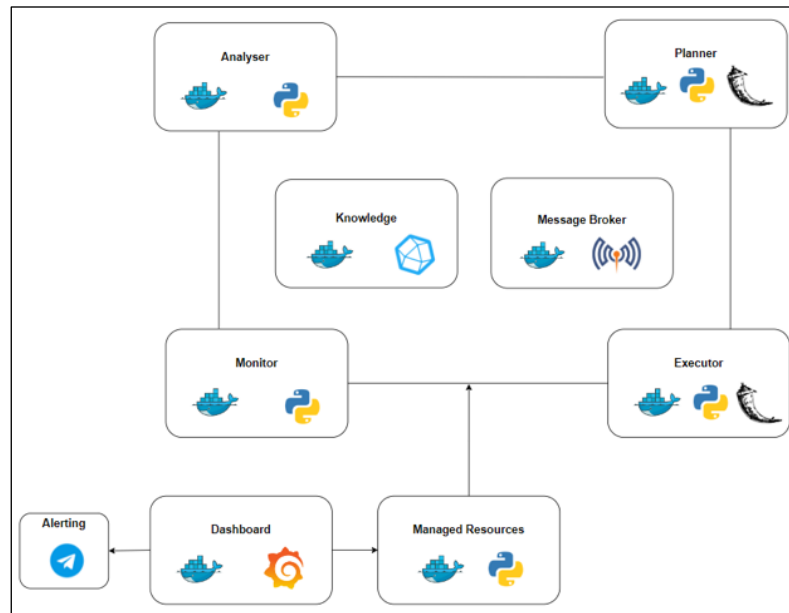 Analyser
Planner
Knowledge
Message Broker
Monitor
Executor
Alerting
Dashboard
Managed Resources